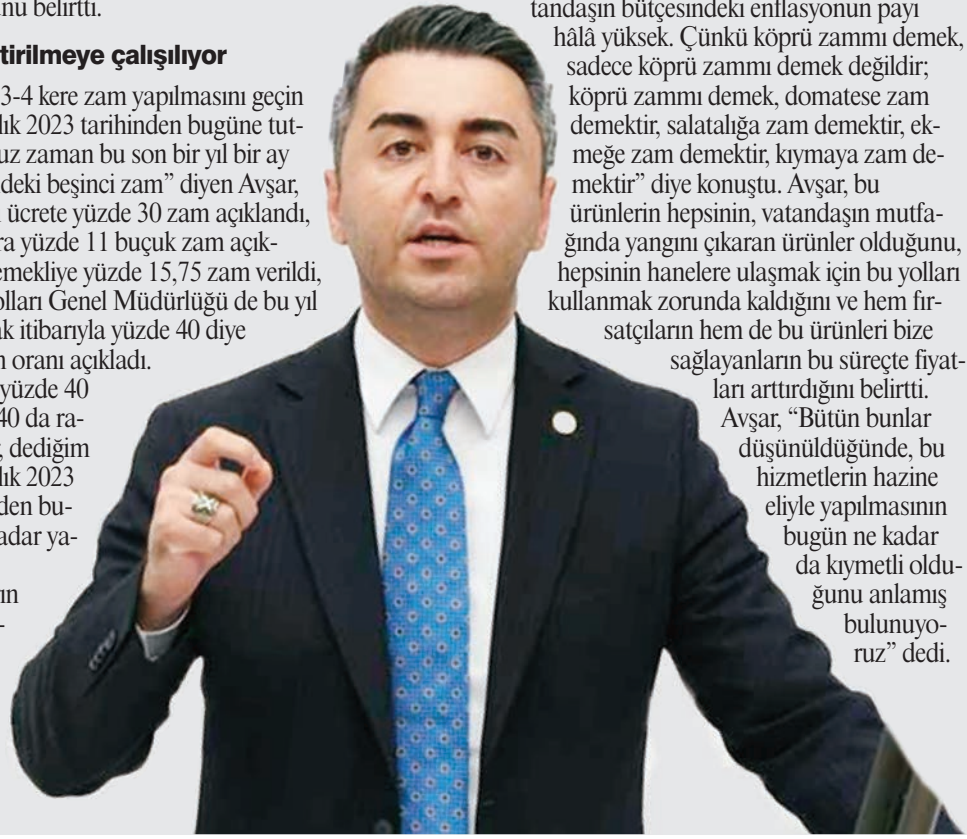 nu belirtti.
tirilmeye çalışılıyor
3-4 kere zam yapılmasını geçin
lık 2023 tarihinden bugüne tut-
uz zaman bu son bir yıl bir ay
deki beşinci zam” diyen Avşar,
ücrete yüzde 30 zam açıklandı,
ra yüzde 11 buçuk zam açık-
emekliye yüzde 15,75 zam verildi,
olları Genel Müdürlüğü de bu yıl
ak itibarıyla yüzde 40 diye
oranı açıkladı.
yüzde 40
40 da ra-
dediğim
lık 2023
den bu-
adar ya-
ın
-
tandaşın bütçesindeki enflasyonun payı
hâlâ yüksek. Çünkü köprü zammı demek,
sadece köprü zammı demek değildir;
köprü zammı demek, domatese zam
demektir, salatalığa zam demektir, ek-
meğe zam demektir, kıymaya zam de-
mektir” diye konuştu. Avşar, bu
ürünlerin hepsinin, vatandaşın mutfa-
ğında yangını çıkaran ürünler olduğunu,
hepsinin hanelere ulaşmak için bu yolları
kullanmak zorunda kaldığını ve hem fır-
satçıların hem de bu ürünleri bize
sağlayanların bu süreçte fiyat-
ları arttırdığını belirtti.
Avşar, “Bütün bunlar
düşünüldüğünde, bu
hizmetlerin hazine
eliyle yapılmasının
bugün ne kadar
da kıymetli oldu-
ğunu anlamış
bulunuyo-
ruz” dedi.